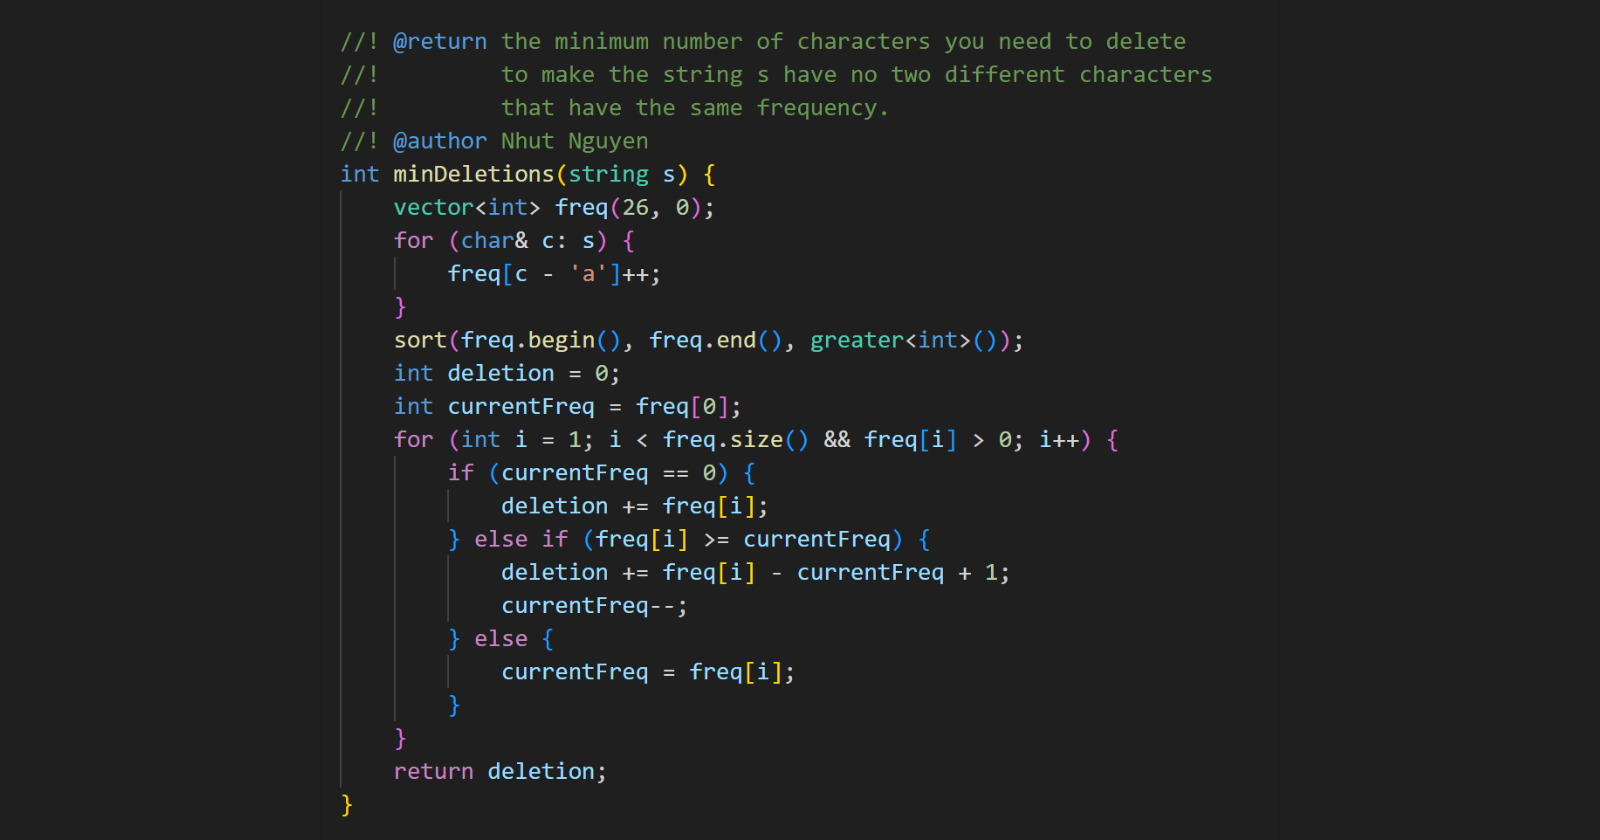 //! @return the minimum number of characters you need to delete
//!         to make the string s have no two different characters
//!         that have the same frequency.
//! @author Nhut Nguyen
int minDeletions(string s) {
    vector<int> freq(26, 0);
    for (char& c: s) {
        freq[c - 'a']++;
    }
    sort(freq.begin(), freq.end(), greater<int>());
    int deletion = 0;
    int currentFreq = freq[0];
    for (int i = 1; i < freq.size() && freq[i] > 0; i++) {
        if (currentFreq == 0) {
            deletion += freq[i];
        } else if (freq[i] >= currentFreq) {
            deletion += freq[i] - currentFreq + 1;
            currentFreq--;
        } else {
            currentFreq = freq[i];
        }
    }
    return deletion;
}